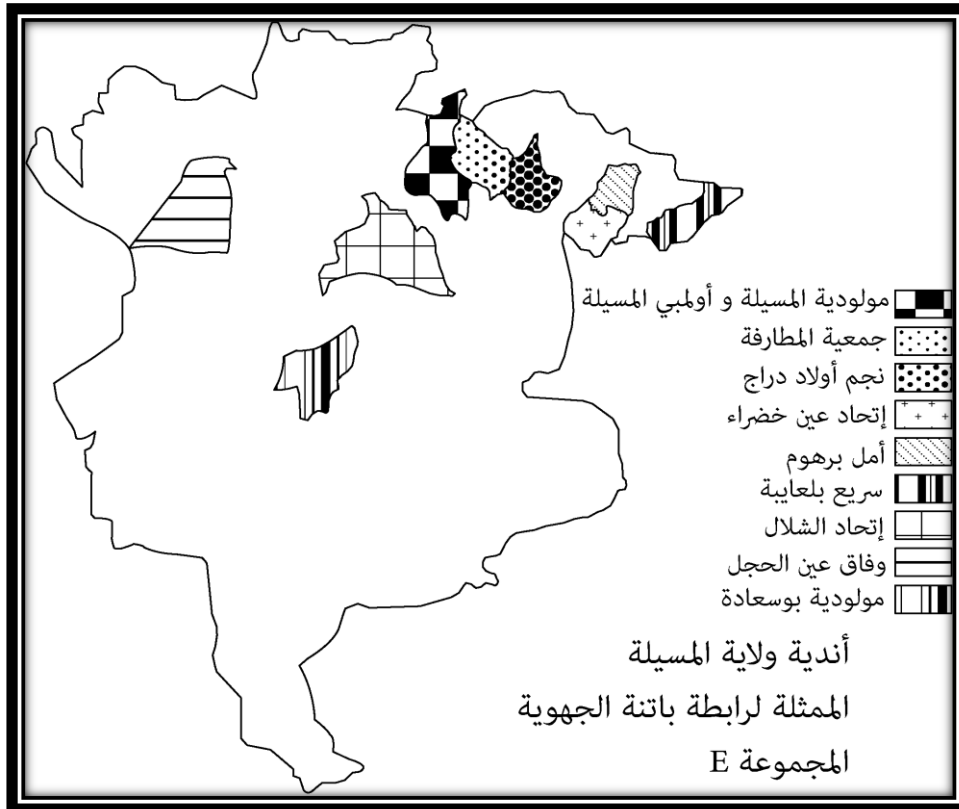 مولودية المسيلة و أولمبي المسيلة
جمعية المطارفة
نجم أولاد دراج
إتحاد عين خضراء
أمل برهوم
سريع بلعايبة
إتحاد الشلال
وفاق عين الحجل
مولودية بوسعادة
أندية ولاية المسيلة
الممثلة لرابطة باتنة الجهوية
المجموعة E